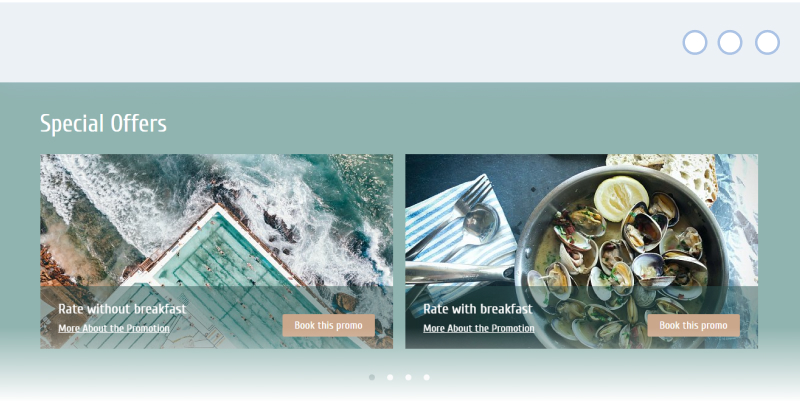 Special Offers
Rate without breakfast
More About the Promotion
Book this promo
Rate with breakfast
More About the Promotion
Book this promo